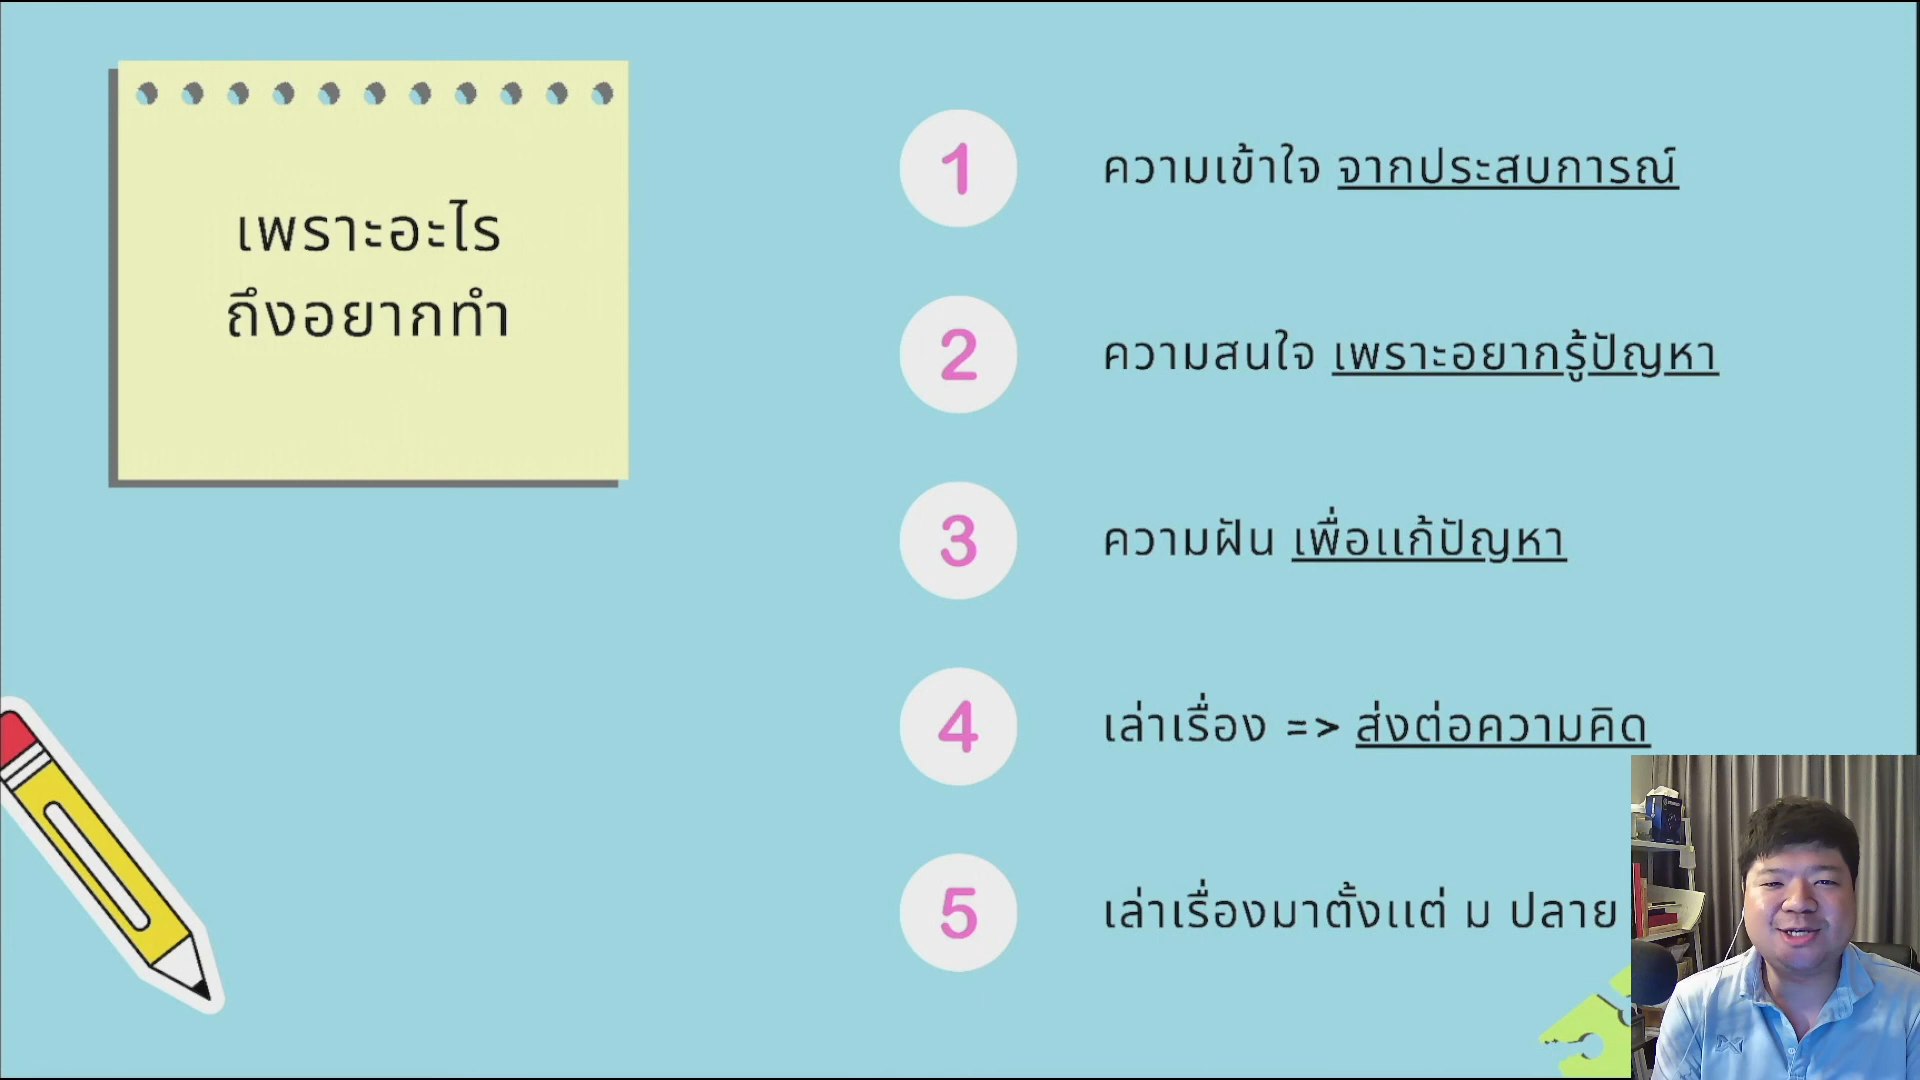 เพราะอะไร
ถึงอยากทำ
1 ความเข้าใจ จากประสบการณ์
2 ความสนใจ เพราะอยากรู้ปัญหา
3 ความฝัน เพื่อแก้ปัญหา
4 เล่าเรื่อง => ส่งต่อความคิด
5 เล่าเรื่องมาตั้งแต่ ม ปลาย